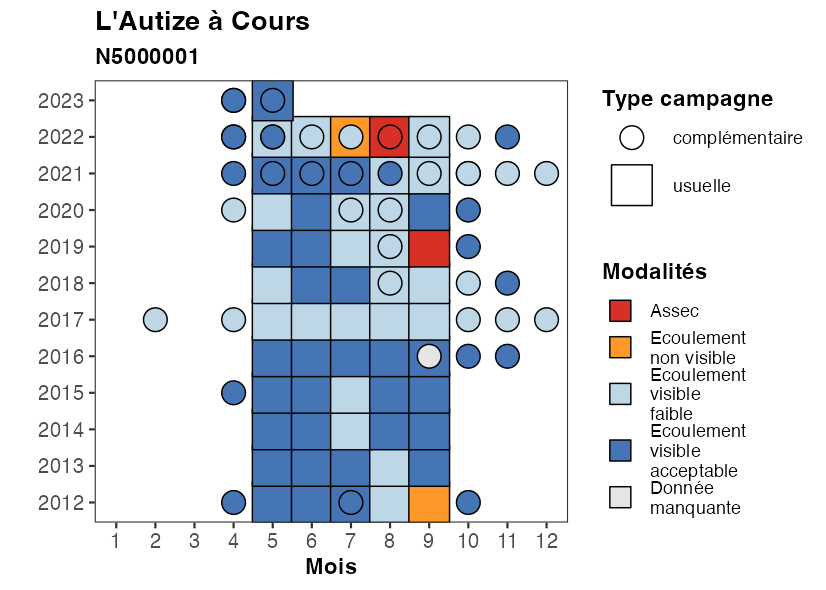 L'Autize à Cours
N5000001
2023
2022
2021
2020
2019
2018
2017
2016
2015
2014
2013
2012
1 2 3 4 5 6 7 8 9 10 11 12
Mois
Type campagne
complémentaire
usuelle
Modalités
Assec
Ecoulement
non visible
Ecoulement
visible
faible
Ecoulement
visible
acceptable
Donnée
manquante